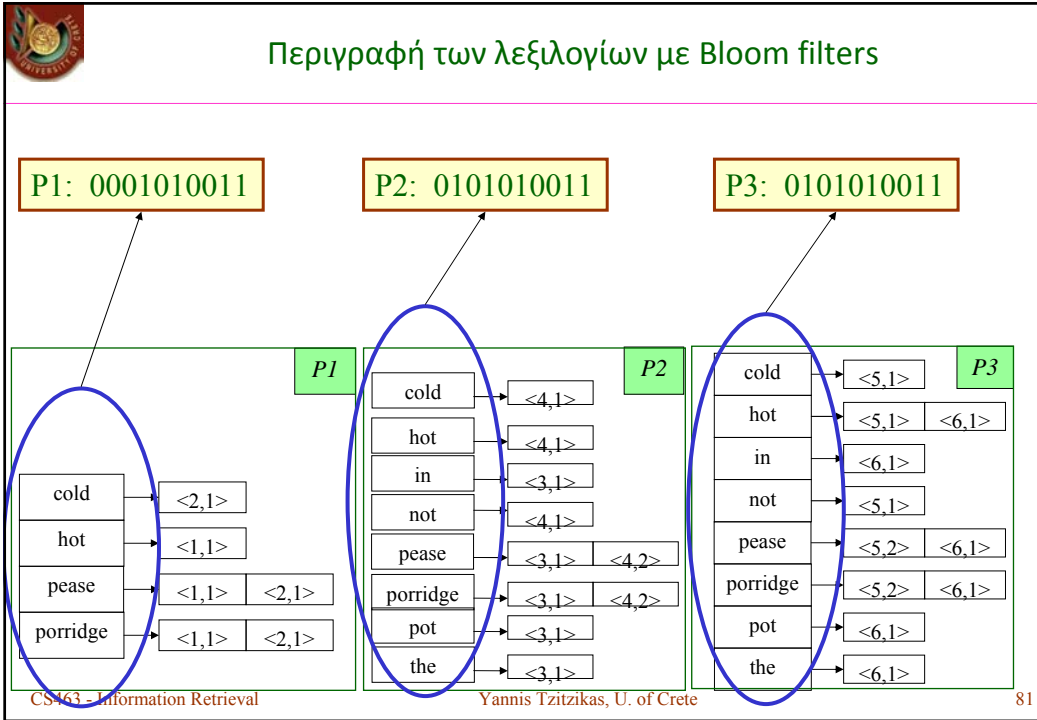 Περιγραφή των λεξιλογίων με Bloom filters
UNIVERSITY OF CRETE
P1: 0001010011
P2: 0101010011
P3: 0101010011
P1
cold <2,1>
hot <1,1>
pease <1,1> <2,1>
porridge <1,1> <2,1>
P2
cold <4,1>
hot <4,1>
in <3,1>
not <4,1>
pease <3,1> <4,2>
porridge <3,1> <4,2>
pot <3,1>
the <3,1>
P3
cold <5,1>
hot <5,1> <6,1>
in <6,1>
not <5,1>
pease <5,2> <6,1>
porridge <5,2> <6,1>
pot <6,1>
the <6,1>
CS463 - Information Retrieval Yannis Tzitzikas, U. of Crete 81